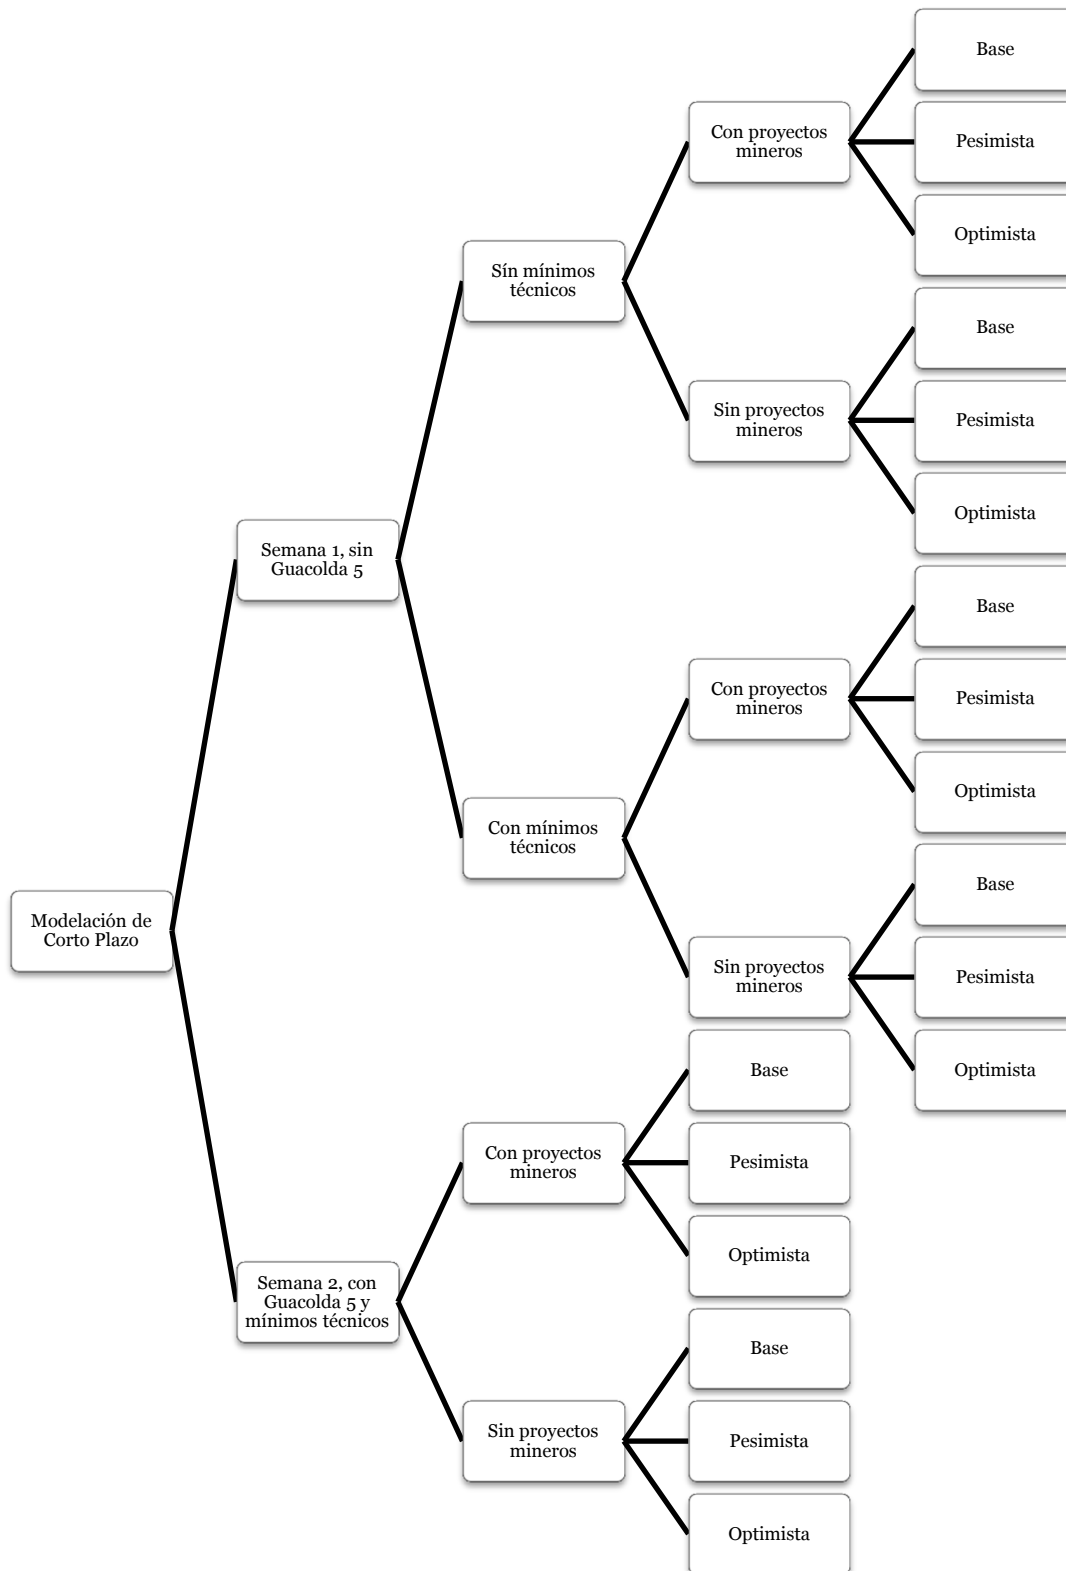 Base
Con proyectos
mineros
Pesimista
Optimista
Sín mínimos
técnicos
Base
Sin proyectos
mineros
Pesimista
Optimista
Semana 1, sin
Guacolda 5
Base
Con proyectos
mineros
Pesimista
Optimista
Con mínimos
técnicos
Base
Sin proyectos
mineros
Pesimista
Optimista
Modelación de
Corto Plazo
Base
Con proyectos
mineros
Pesimista
Optimista
Semana 2, con
Guacolda 5 y
mínimos técnicos
Base
Sin proyectos
mineros
Pesimista
Optimista